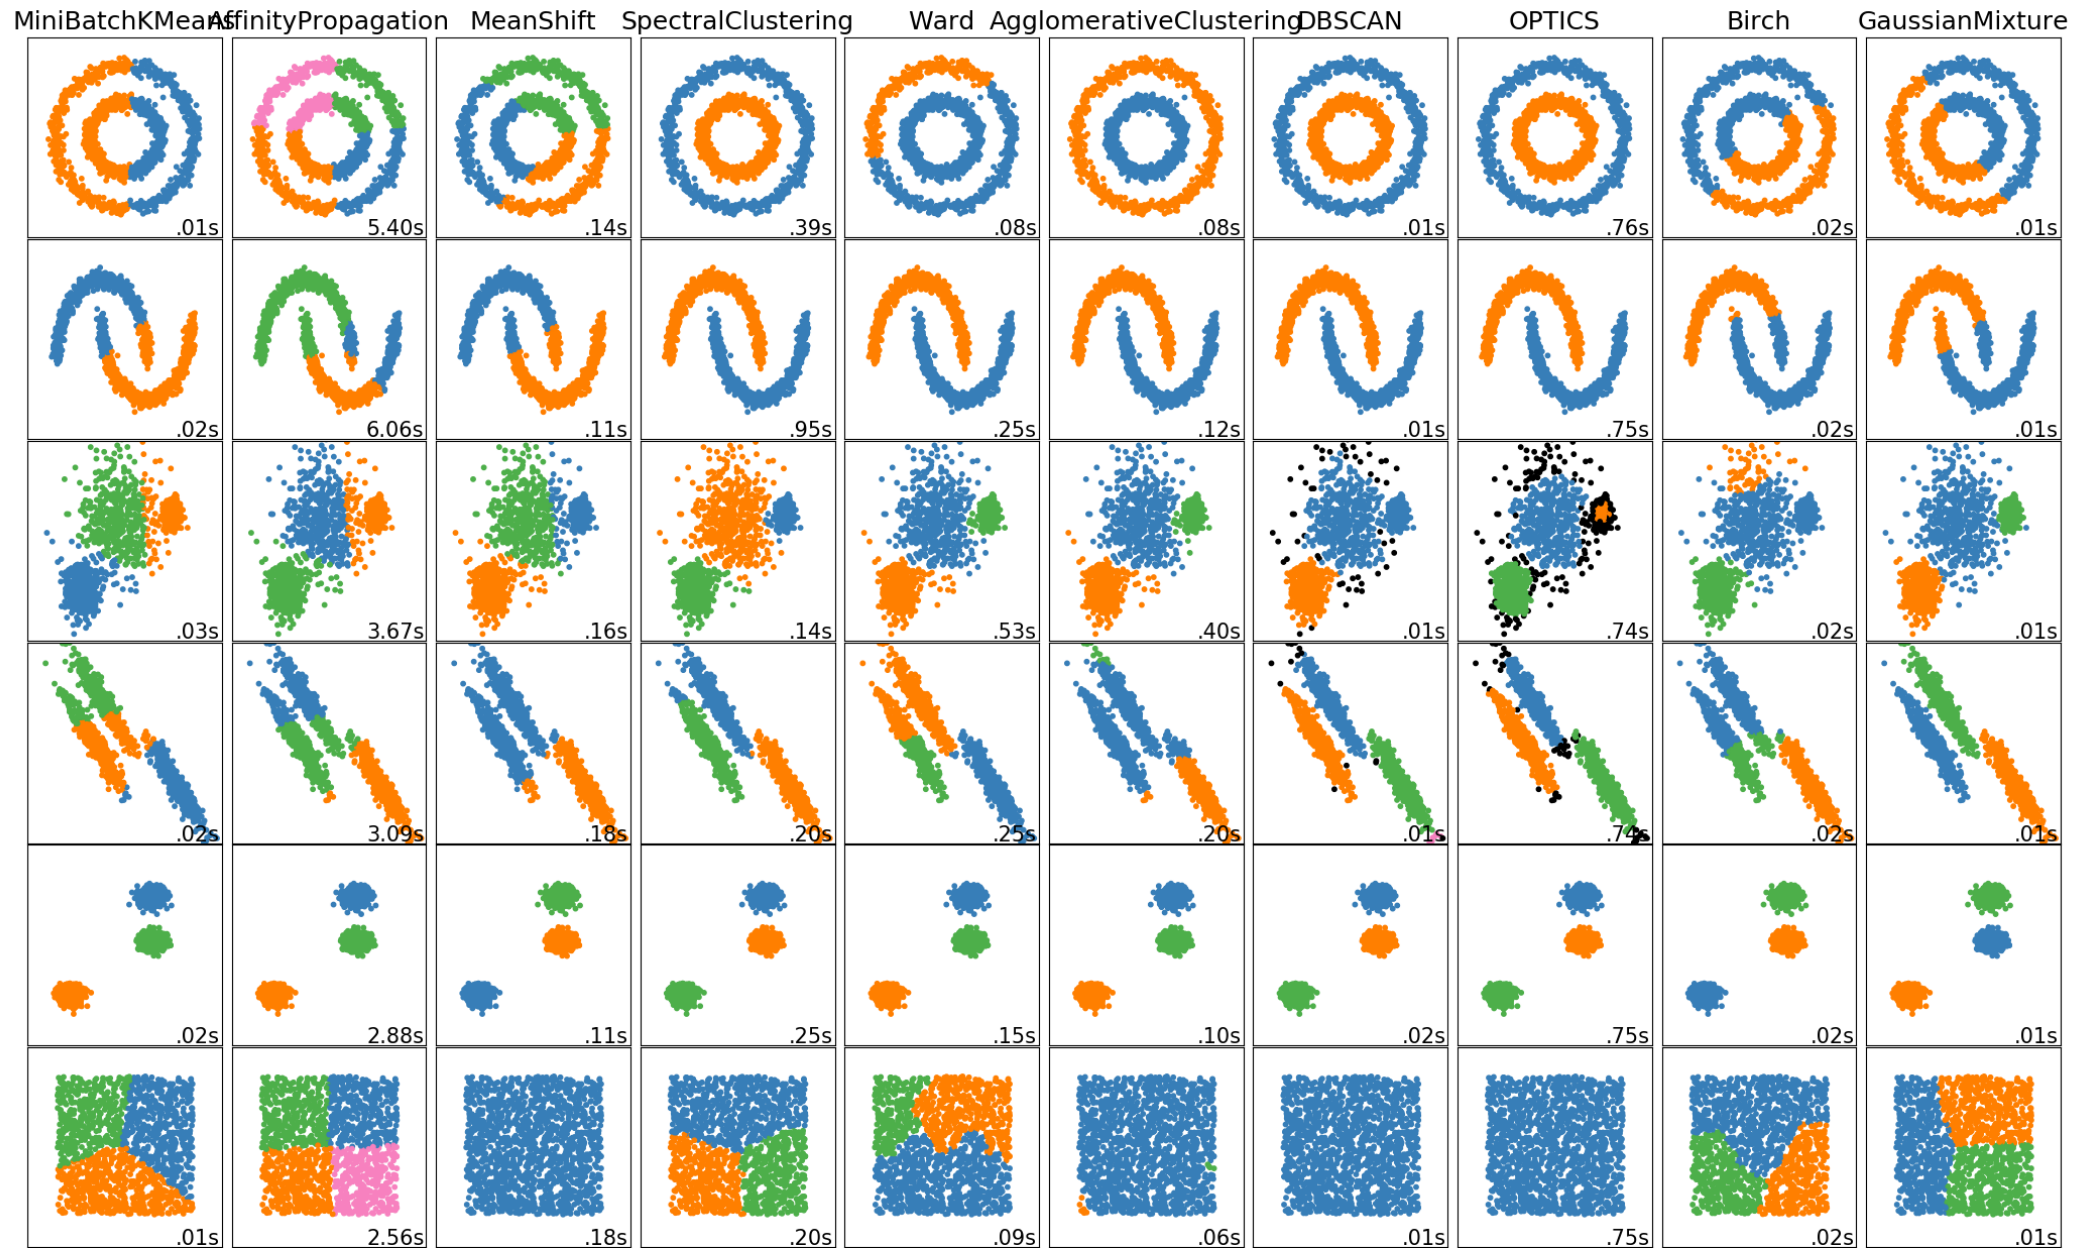 MiniBatchKMeans AffinityPropagation MeanShift SpectralClustering Ward AgglomerativeClustering DBSCAN OPTICS Birch GaussianMixture
.01s 5.40s .14s .39s .08s .08s .01s .76s .02s .01s
.02s 6.06s .11s .95s .25s .12s .01s .75s .02s .01s
.03s 3.67s .16s .14s .53s .40s .01s .74s .02s .01s
.02s 3.09s .18s .20s .25s .20s .01s .74s .02s .01s
.02s 2.88s .11s .25s .15s .10s .02s .75s .02s .01s
.01s 2.56s .18s .20s .09s .06s .01s .75s .02s .01s